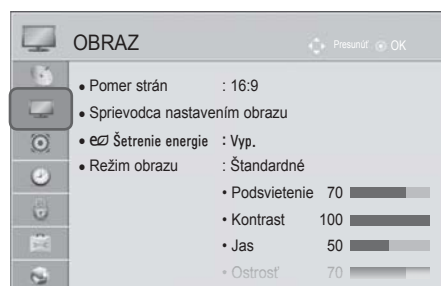 OBRAZ
Presunúť OK
• Pomer strán : 16:9
• Sprievodca nastavením obrazu
• Šetrenie energie : Vyp.
• Režim obrazu : Štandardné
• Podsvietenie 70
• Kontrast 100
• Jas 50
• Ostrosť 70